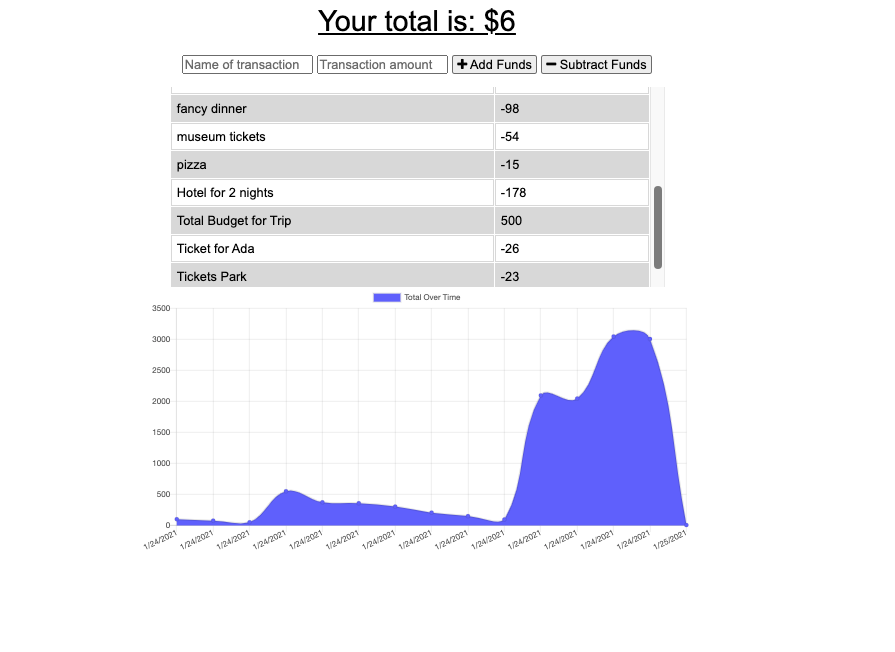 Your total is: $6
Name of transaction Transaction amount + Add Funds − Subtract Funds
fancy dinner -98
museum tickets -54
pizza -15
Hotel for 2 nights -178
Total Budget for Trip 500
Ticket for Ada -26
Tickets Park -23
Total Over Time
3500
3000
2500
2000
1500
1000
500
0
1/24/2021 1/24/2021 1/24/2021 1/24/2021 1/24/2021 1/24/2021 1/24/2021 1/24/2021 1/24/2021 1/24/2021 1/24/2021 1/24/2021 1/24/2021 1/24/2021 1/25/2021